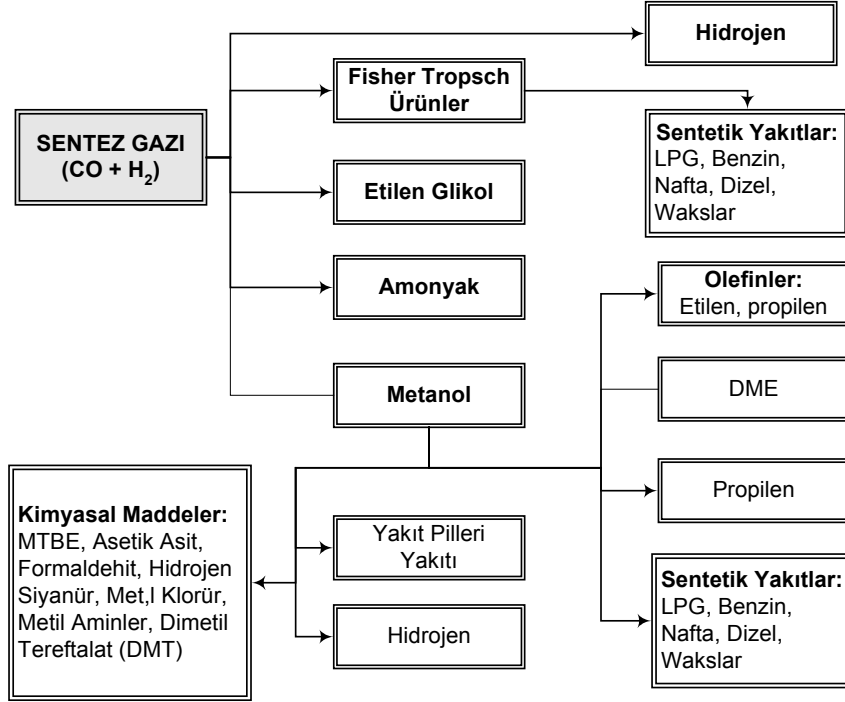 Hidrojen
Fisher Tropsch
Ürünler
SENTEZ GAZI
(CO + H₂)
Sentetik Yakıtlar:
LPG, Benzin,
Nafta, Dizel,
Wakslar
Etilen Glikol
Amonyak
Olefinler:
Etilen, propilen
Metanol
DME
Propilen
Kimyasal Maddeler:
MTBE, Asetik Asit,
Formaldehit, Hidrojen
Siyanür, Met,l Klorür,
Metil Aminler, Dimetil
Tereftalat (DMT)
Yakıt Pilleri
Yakıtı
Hidrojen
Sentetik Yakıtlar:
LPG, Benzin,
Nafta, Dizel,
Wakslar